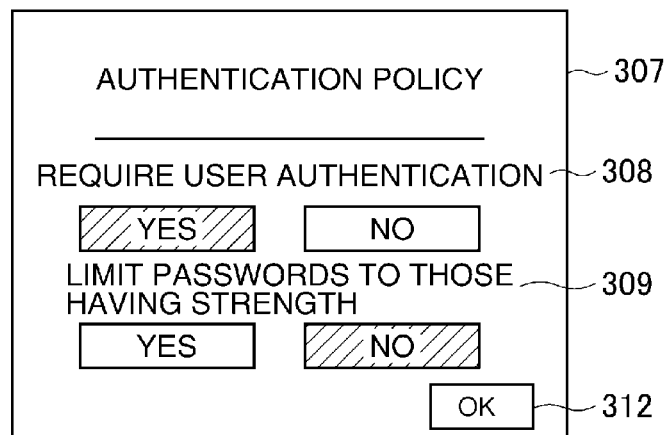 AUTHENTICATION POLICY
307
REQUIRE USER AUTHENTICATION
308
YES NO
LIMIT PASSWORDS TO THOSE
HAVING STRENGTH
309
YES NO
OK
312